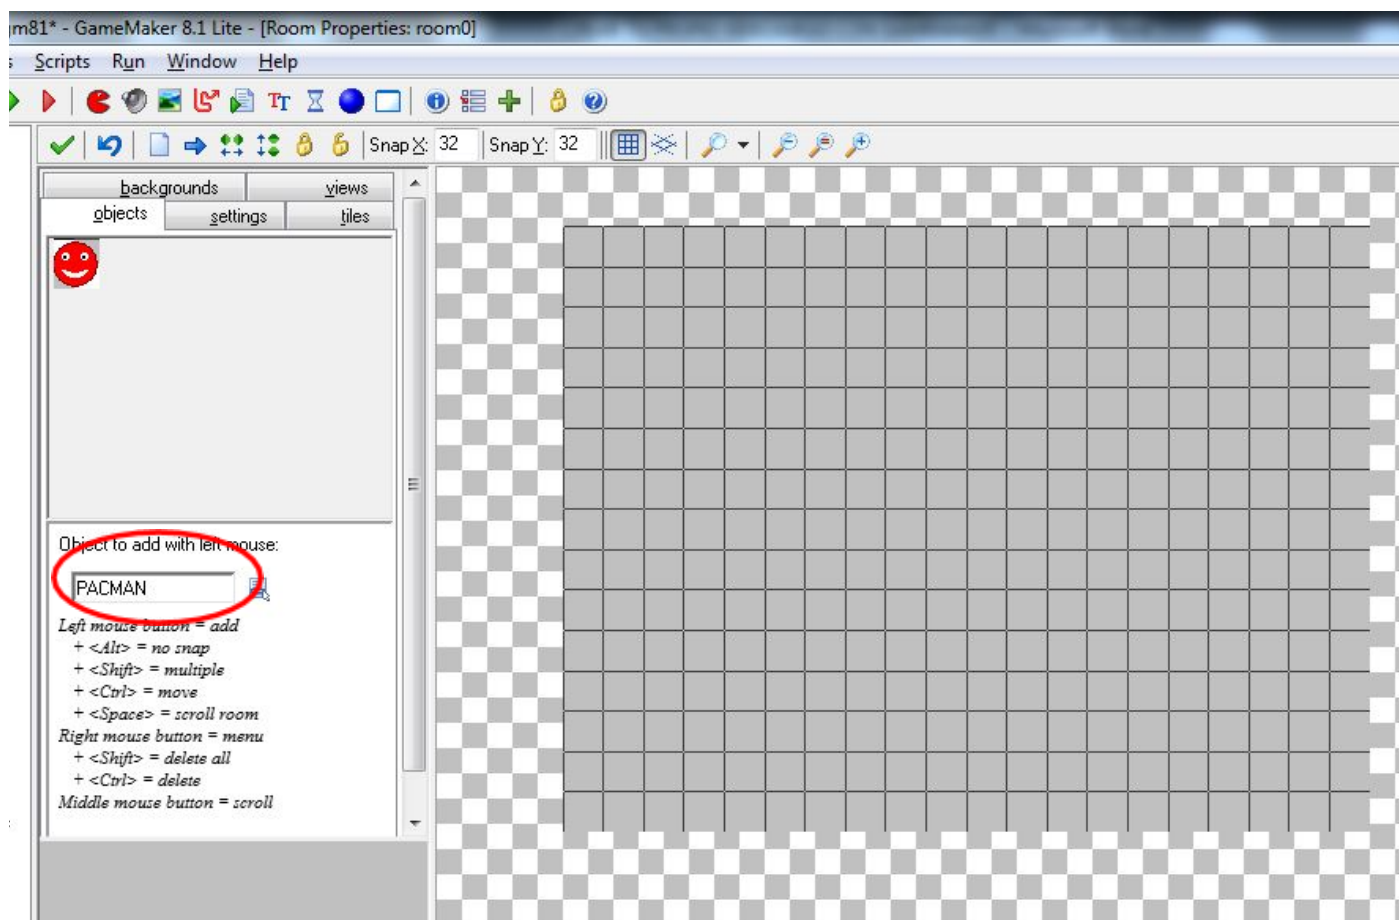 gm81* - GameMaker 8.1 Lite - [Room Properties: room0]
s Scripts Run Window Help
Snap X: 32 Snap Y: 32
backgrounds views
objects settings tiles
Object to add with left mouse:
PACMAN
Left mouse button = add
+ <Alt> = no snap
+ <Shift> = multiple
+ <Ctrl> = move
+ <Space> = scroll room
Right mouse button = menu
+ <Shift> = delete all
+ <Ctrl> = delete
Middle mouse button = scroll